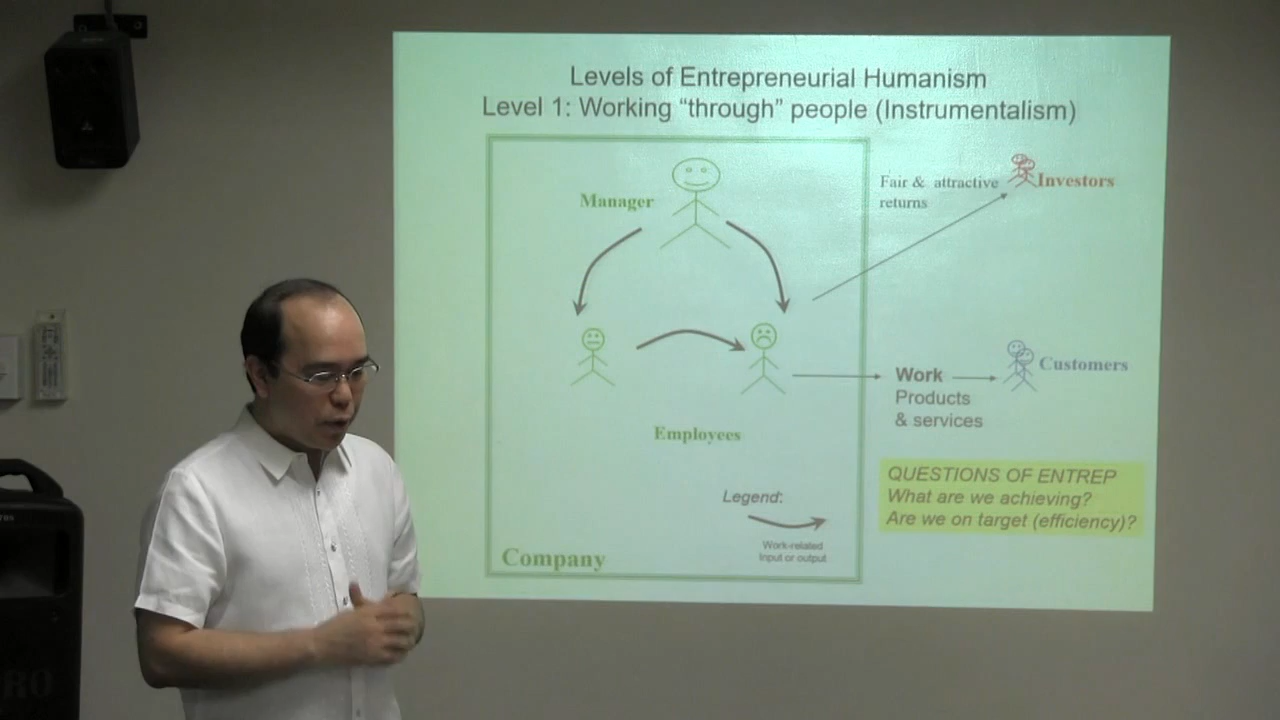 Levels of Entrepreneurial Humanism
Level 1: Working “through” people (Instrumentalism)
Manager
Fair & attractive
returns
Investors
Work
Products
& services
Customers
Employees
Legend:
Work-related
Input or output
Company
QUESTIONS OF ENTREP
What are we achieving?
Are we on target (efficiency)?